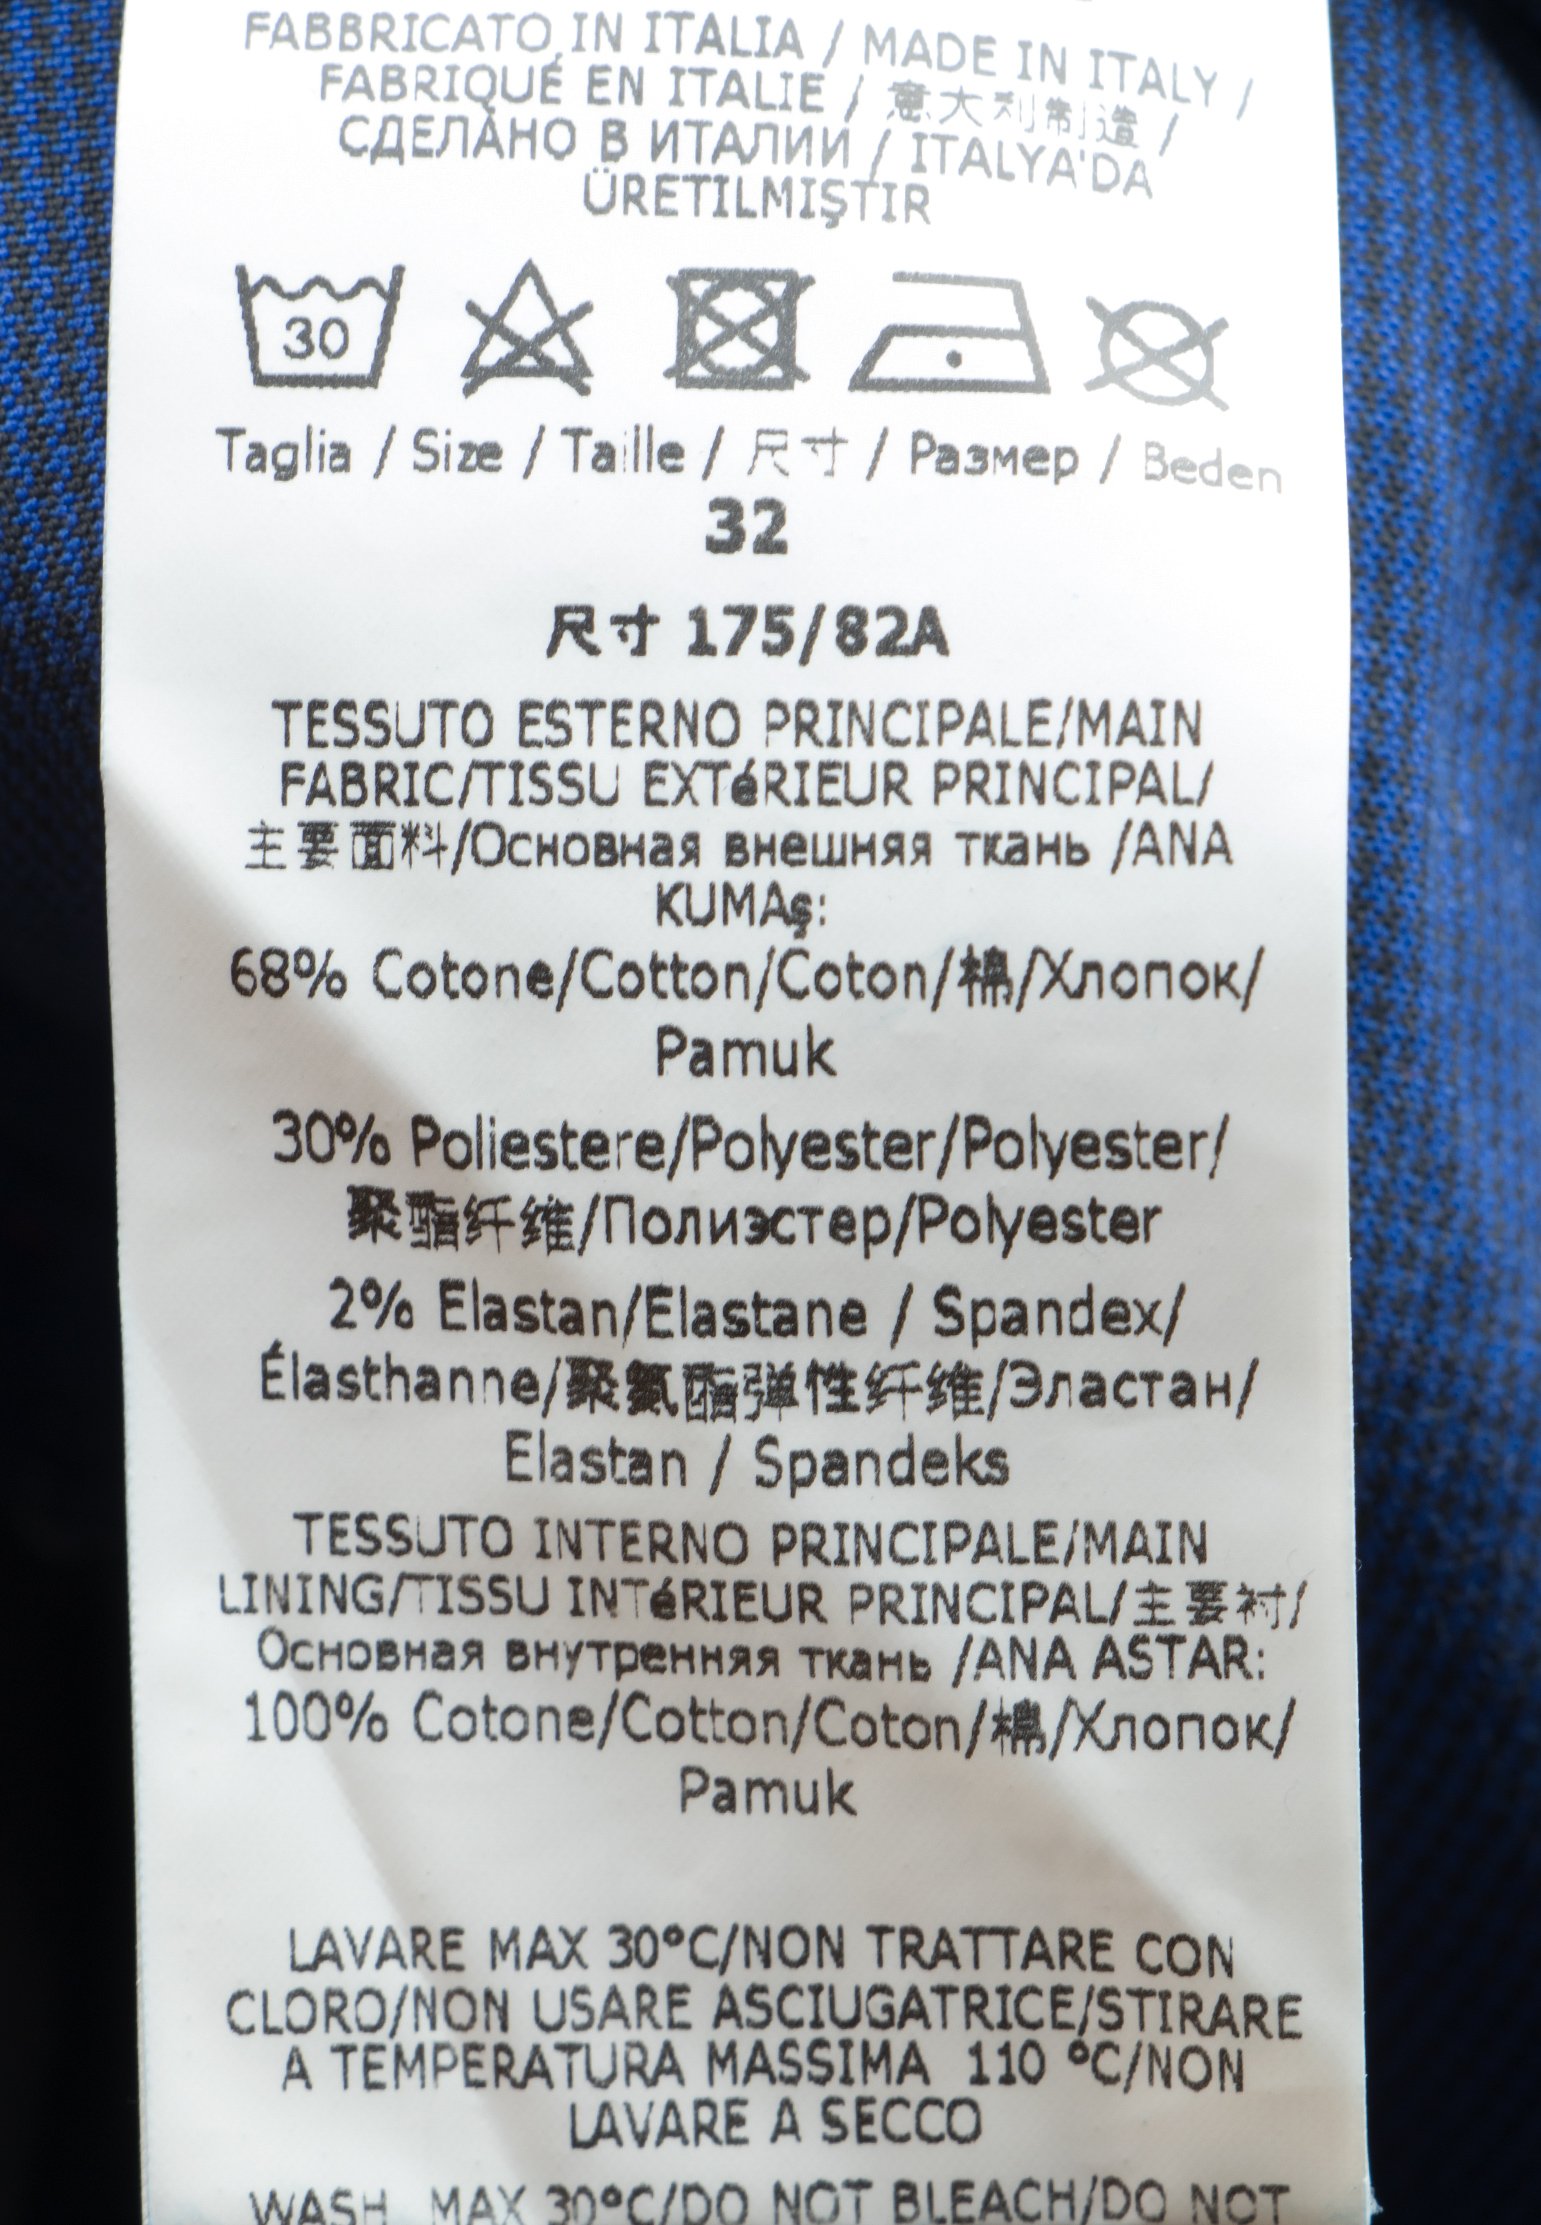 FABBRICATO IN ITALIA / MADE IN ITALY /
FABRIQUÉ EN ITALIE / 意大利制造 /
СДЕЛАНО В ИТАЛИИ / ITALYA'DA
ÜRETILMIŞTIR
30
Taglia / Size / Taille / 尺寸 / Размер / Beden
32
尺寸 175/82A
TESSUTO ESTERNO PRINCIPALE/MAIN
FABRIC/TISSU EXTéRIEUR PRINCIPAL/
主要面料/Основная внешняя ткань /ANA
KUMAş:
68% Cotone/Cotton/Coton/棉/Хлопок/
Pamuk
30% Poliestere/Polyester/Polyester/
聚酯纤维/Полиэстер/Polyester
2% Elastan/Elastane / Spandex/
Élasthanne/聚氨酯弹性纤维/Эластан/
Elastan / Spandeks
TESSUTO INTERNO PRINCIPALE/MAIN
LINING/TISSU INTéRIEUR PRINCIPAL/主要衬/
Основная внутренняя ткань /ANA ASTAR:
100% Cotone/Cotton/Coton/棉/Хлопок/
Pamuk
LAVARE MAX 30°C/NON TRATTARE CON
CLORO/NON USARE ASCIUGATRICE/STIRARE
A TEMPERATURA MASSIMA 110 °C/NON
LAVARE A SECCO
WASH MAX 30°C/DO NOT BLEACH/DO NOT